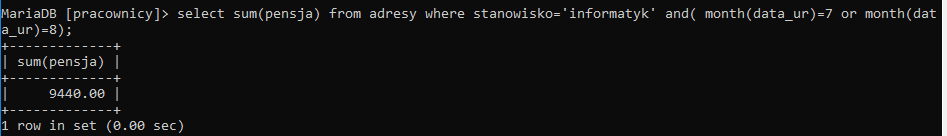 MariaDB [pracownicy]> select sum(pensja) from adresy where stanowisko='informatyk' and( month(data_ur)=7 or month(dat
a_ur)=8);
+-------------+
| sum(pensja) |
+-------------+
|     9440.00 |
+-------------+
1 row in set (0.00 sec)